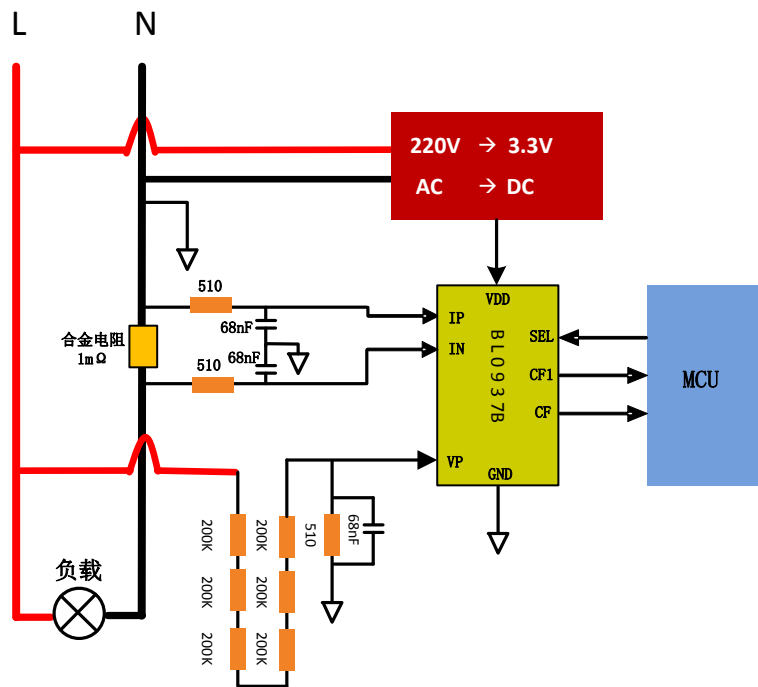 L
N
220V → 3.3V
AC → DC
510
68nF
68nF
510
合金电阻
1mΩ
VDD
IP
IN
BL0937B
SEL
CF1
CF
VP
GND
MCU
200K
200K
510
68nF
200K
200K
200K
200K
负载